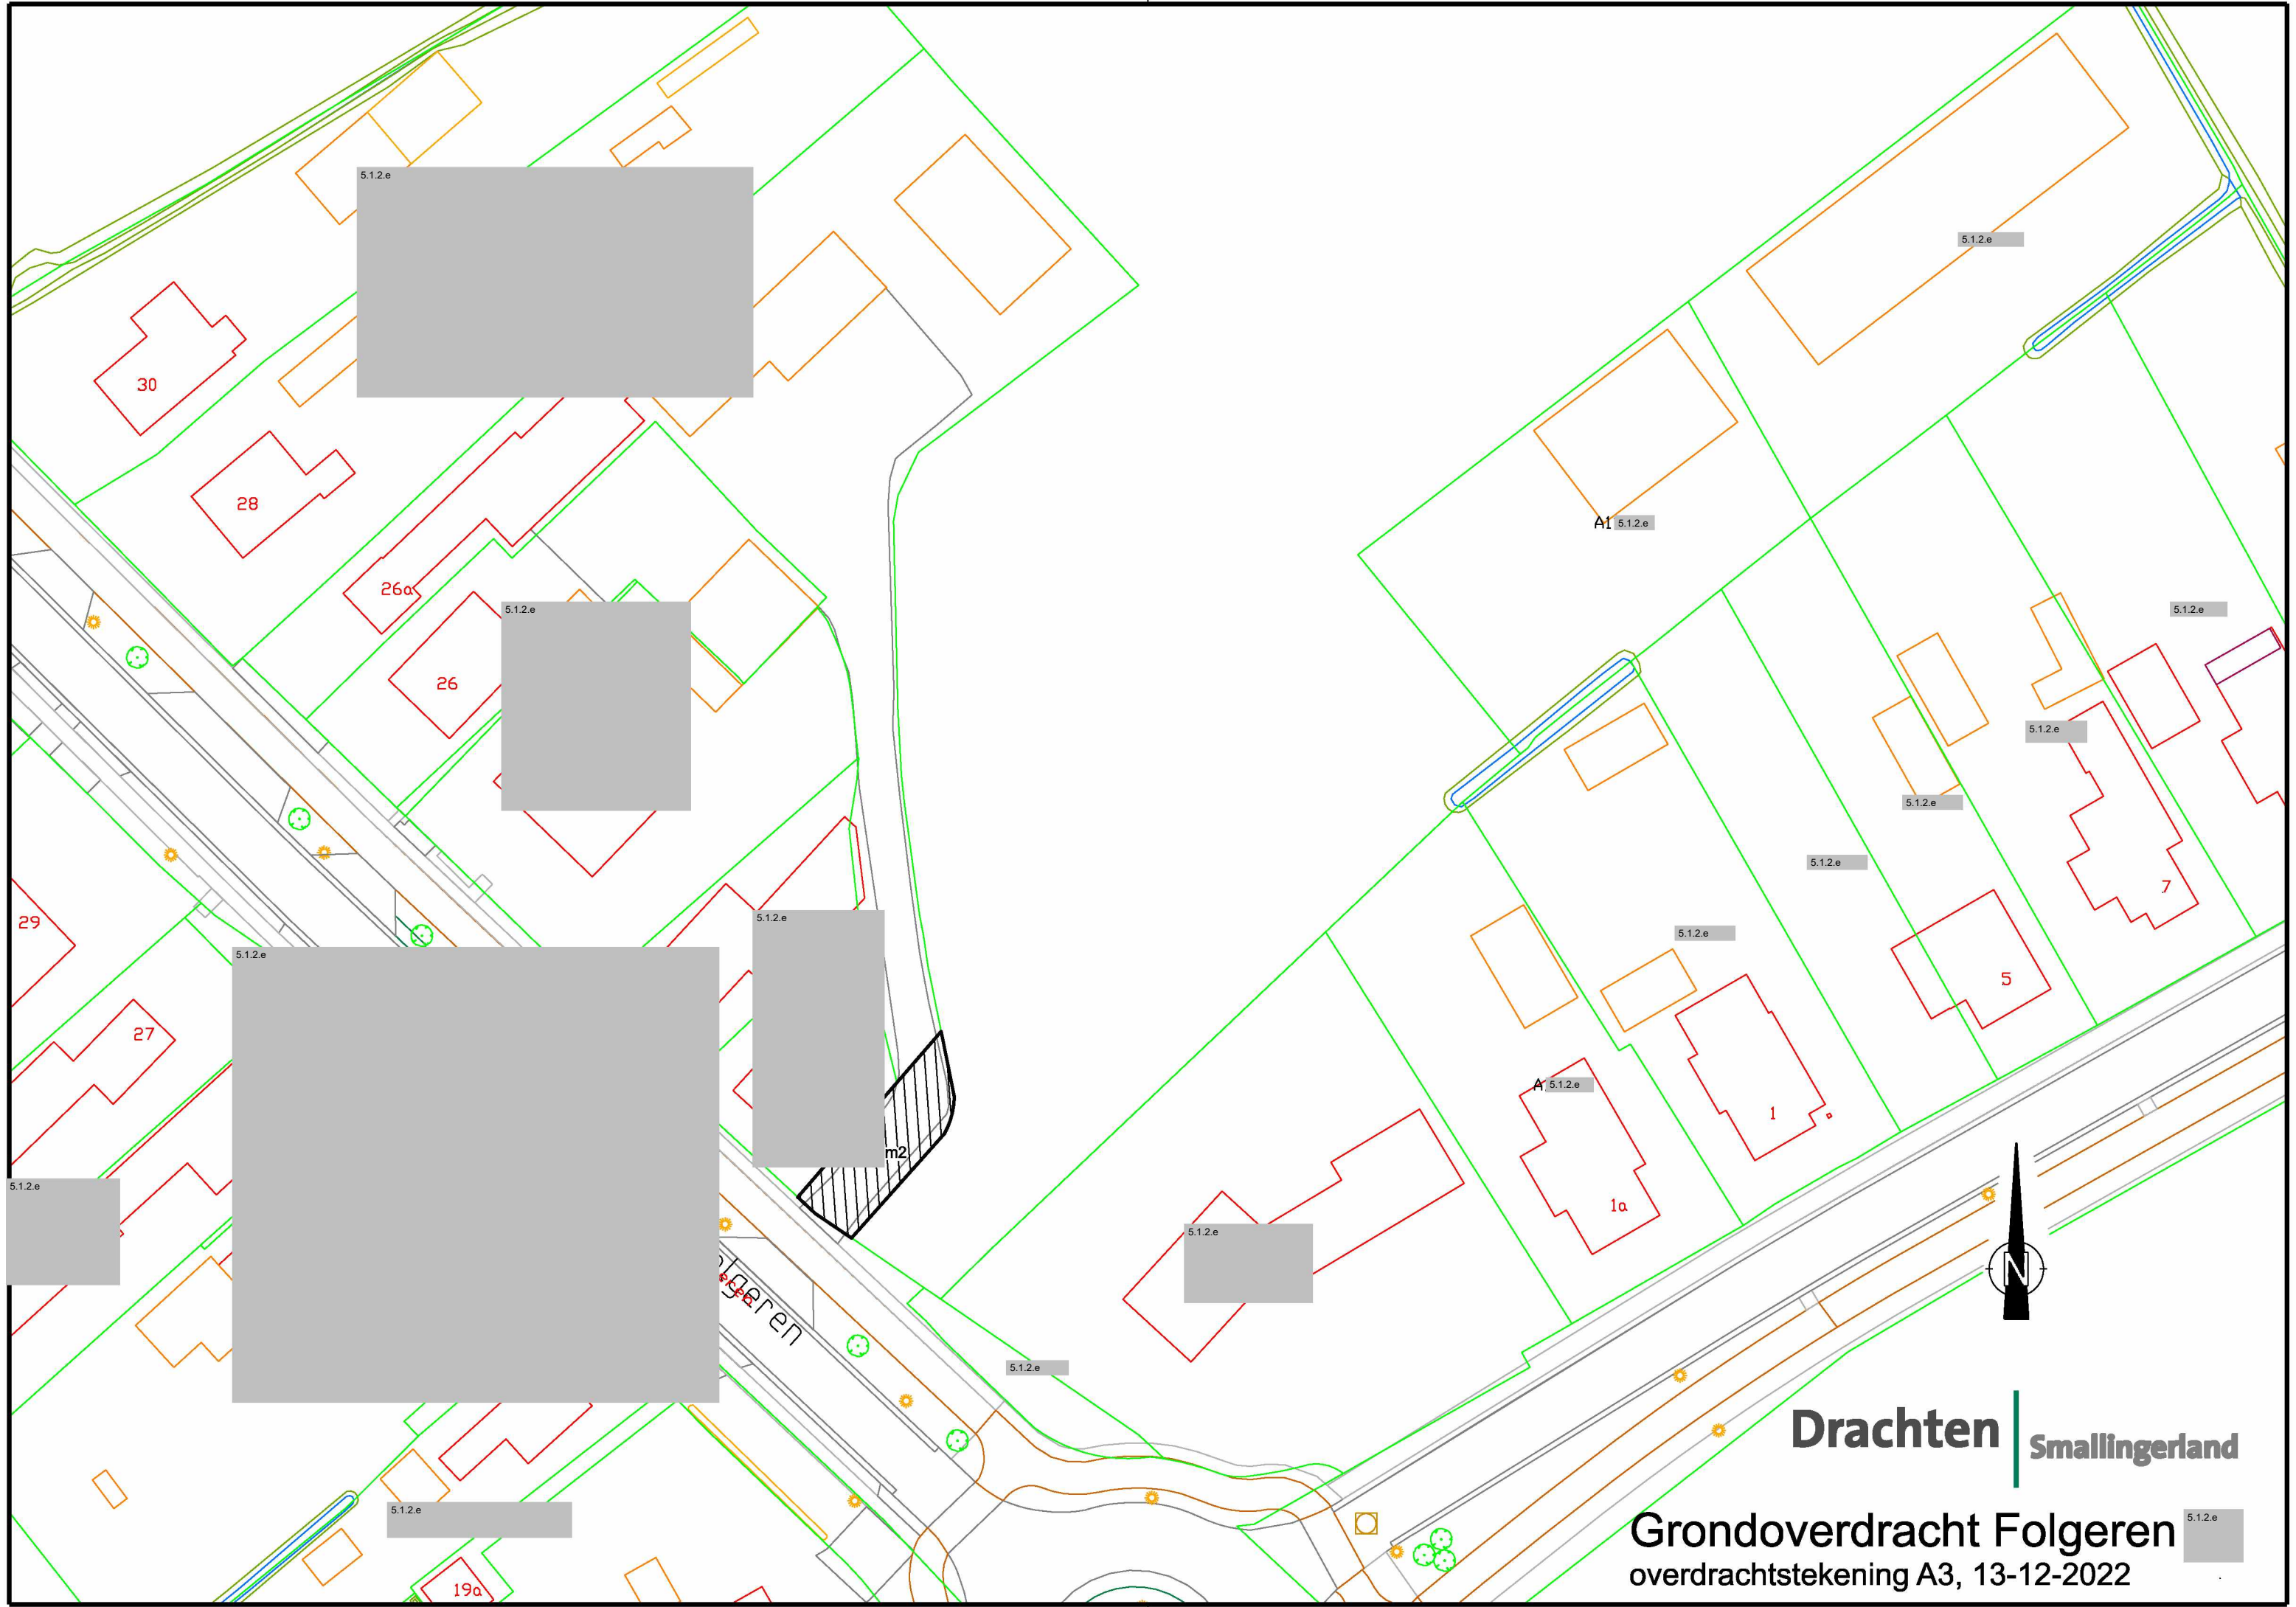 5.1.2.e
5.1.2.e
30
A1 5.1.2.e
28
26a
5.1.2.e
5.1.2.e
26
5.1.2.e
5.1.2.e
5.1.2.e
7
29
5.1.2.e
5.1.2.e
5.1.2.e
5
27
A 5.1.2.e
1
m2
5.1.2.e
1a
5.1.2.e
N
lgeren
5.1.2.e
Drachten
Smallingerland
5.1.2.e
Grondoverdracht Folgeren 5.1.2.e
overdrachtstekening A3, 13-12-2022
19a